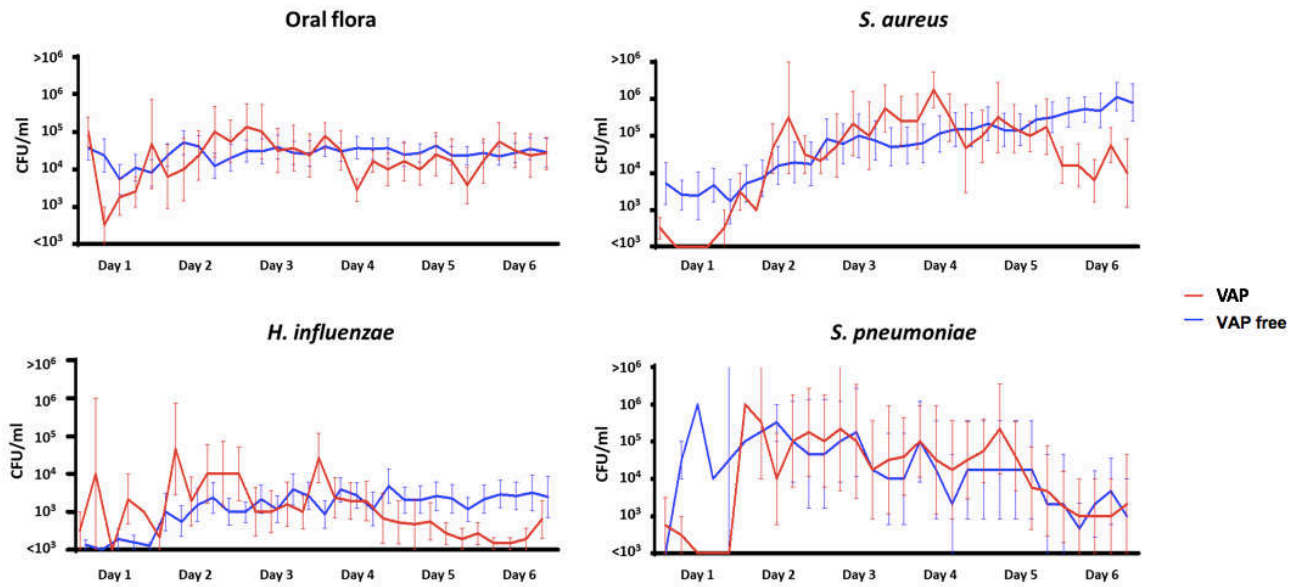 Oral flora
>10⁶
10⁶
10⁵
10⁴
10³
<10³
CFU/ml
Day 1 Day 2 Day 3 Day 4 Day 5 Day 6
S. aureus
>10⁶
10⁶
10⁵
10⁴
10³
<10³
CFU/ml
Day 1 Day 2 Day 3 Day 4 Day 5 Day 6
VAP
VAP free
H. influenzae
>10⁶
10⁶
10⁵
10⁴
10³
<10³
CFU/ml
Day 1 Day 2 Day 3 Day 4 Day 5 Day 6
S. pneumoniae
>10⁶
10⁶
10⁵
10⁴
10³
<10³
CFU/ml
Day 1 Day 2 Day 3 Day 4 Day 5 Day 6